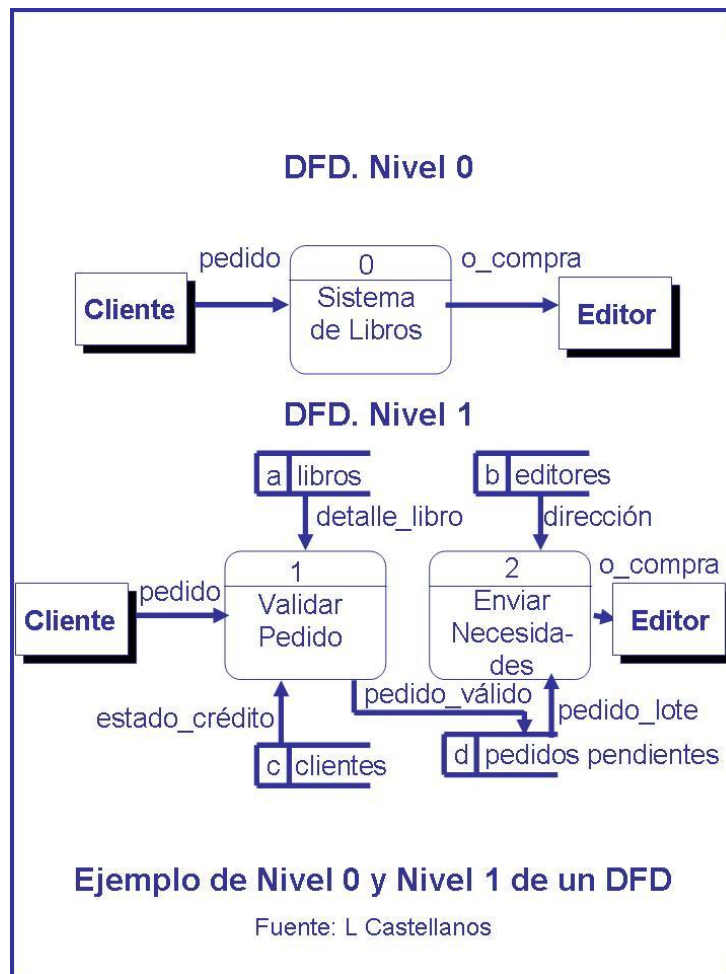 DFD. Nivel 0
pedido
0
o_compra
Cliente
Sistema
de Libros
Editor
DFD. Nivel 1
a
libros
b
editores
detalle_libro
dirección
1
2
o_compra
pedido
Cliente
Validar
Pedido
Enviar
Necesida-
des
Editor
pedido_válido
estado_crédito
pedido_lote
c
clientes
d
pedidos pendientes
Ejemplo de Nivel 0 y Nivel 1 de un DFD
Fuente: L Castellanos